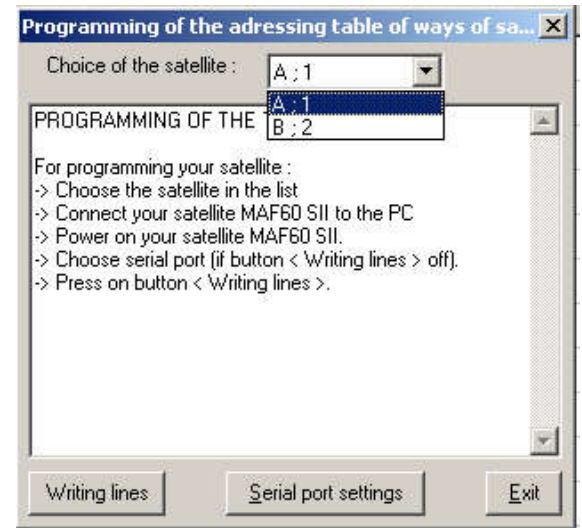 Programming of the adressing table of ways of sa...
Choice of the satellite :
A ; 1
A ; 1
B ; 2
PROGRAMMING OF THE
For programming your satellite :
-> Choose the satellite in the list
-> Connect your satellite MAF60 SII to the PC
-> Power on your satellite MAF60 SII.
-> Choose serial port (if button < Writing lines > off).
-> Press on button < Writing lines >.
Writing lines
Serial port settings
Exit